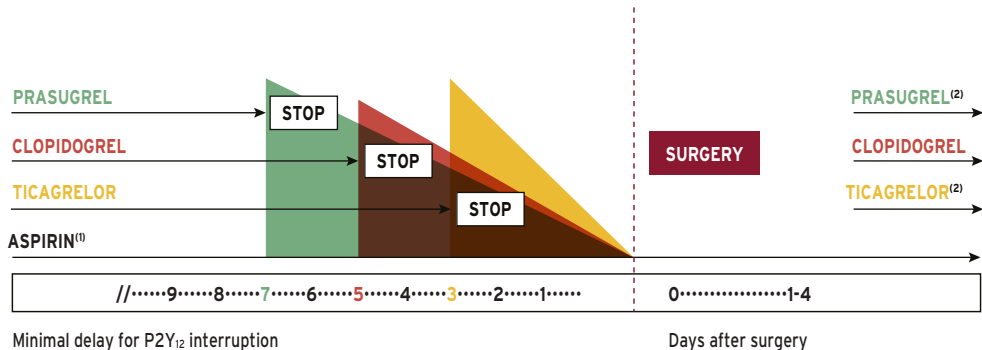 PRASUGREL
STOP
PRASUGREL(2)
CLOPIDOGREL
STOP
SURGERY
CLOPIDOGREL
TICAGRELOR
STOP
TICAGRELOR(2)
ASPIRIN(1)
//······9······8······7······6······5······4······3······2······1······ 0·················1-4
Minimal delay for P2Y₁₂ interruption
Days after surgery